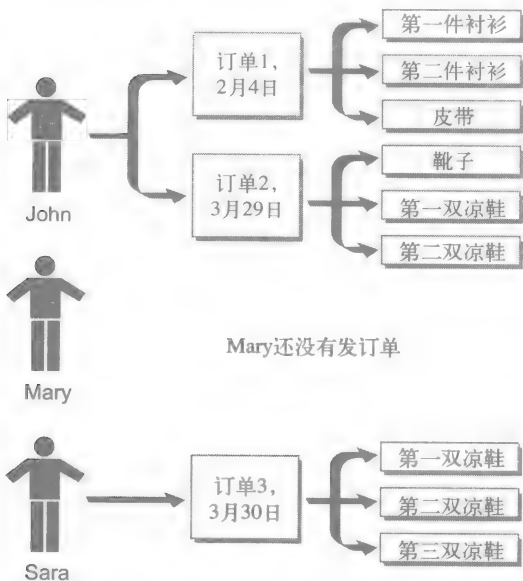 第一件衬衫
订单1，
2月4日
第二件衬衫
皮带
John
订单2，
3月29日
靴子
第一双凉鞋
第二双凉鞋
Mary还没有发订单
Mary
订单3，
3月30日
第一双凉鞋
第二双凉鞋
第三双凉鞋
Sara